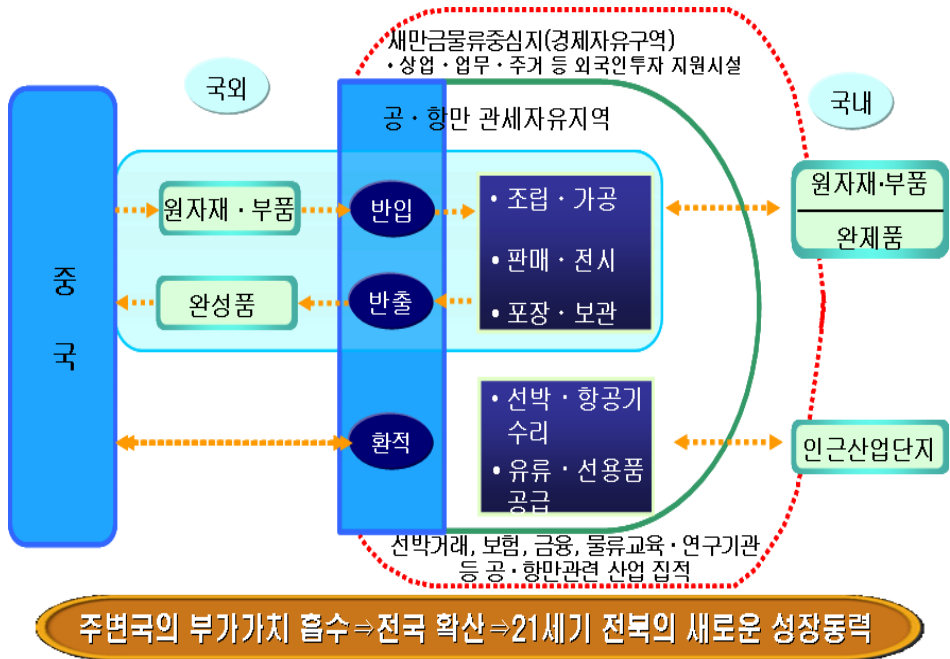 새만금물류중심지(경제자유구역)
• 상업 · 업무 · 주거 등 외국인투자 지원시설
국외
국내
공 · 항만 관세자유지역
중
국
원자재 · 부품
반입
• 조립 · 가공
• 판매 · 전시
• 포장 · 보관
원자재·부품
완제품
완성품
반출
환적
• 선박 · 항공기
수리
• 유류 · 선용품
공급
인근산업단지
선박거래, 보험, 금융, 물류교육 · 연구기관
등 공 · 항만관련 산업 집적
주변국의 부가가치 흡수⇒전국 확산⇒21세기 전북의 새로운 성장동력